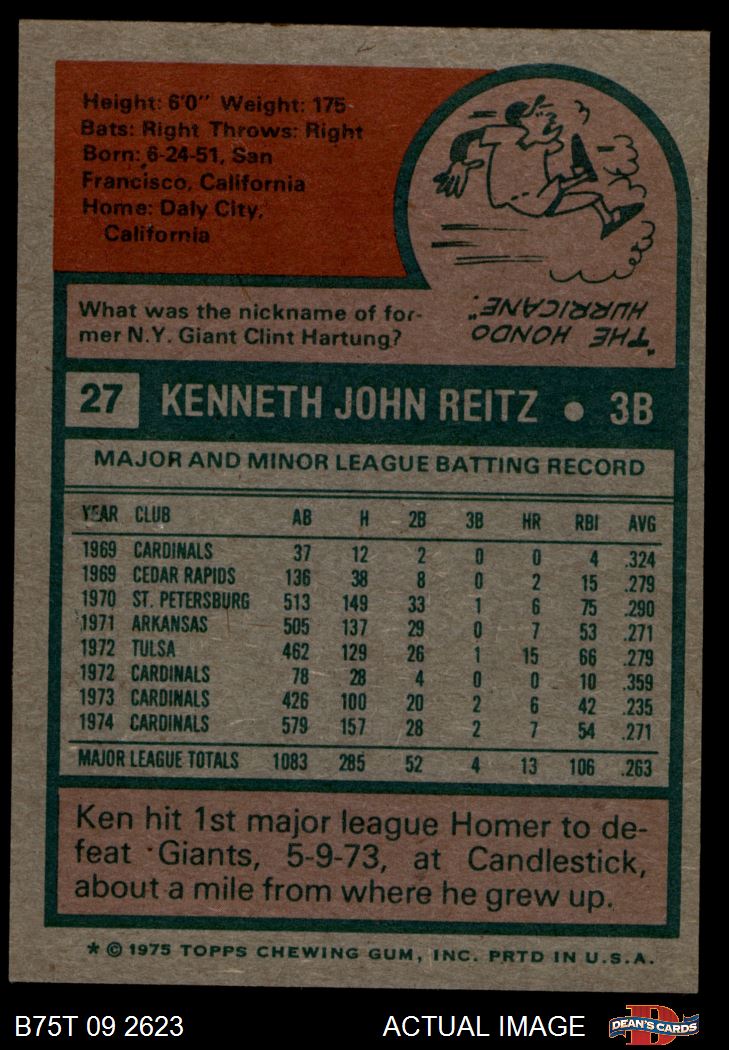 Height: 6'0" Weight: 175
Bats: Right Throws: Right
Born: 6-24-51, San
Francisco, California
Home: Daly City,
California
What was the nickname of for-
mer N.Y. Giant Clint Hartung?
"THE HONDO
HURRICANE."
27 KENNETH JOHN REITZ • 3B
MAJOR AND MINOR LEAGUE BATTING RECORD
YEAR CLUB AB H 2B 3B HR RBI AVG
1969 CARDINALS 37 12 2 0 0 4 .324
1969 CEDAR RAPIDS 136 38 8 0 2 15 .279
1970 ST. PETERSBURG 513 149 33 1 6 75 .290
1971 ARKANSAS 505 137 29 0 7 53 .271
1972 TULSA 462 129 26 1 15 66 .279
1972 CARDINALS 78 28 4 0 0 10 .359
1973 CARDINALS 426 100 20 2 6 42 .235
1974 CARDINALS 579 157 28 2 7 54 .271
MAJOR LEAGUE TOTALS 1083 285 52 4 13 106 .263
Ken hit 1st major league Homer to de-
feat Giants, 5-9-73, at Candlestick,
about a mile from where he grew up.
* © 1975 TOPPS CHEWING GUM, INC. PRTD IN U.S.A.
B75T 09 2623 ACTUAL IMAGE DEAN'S CARDS